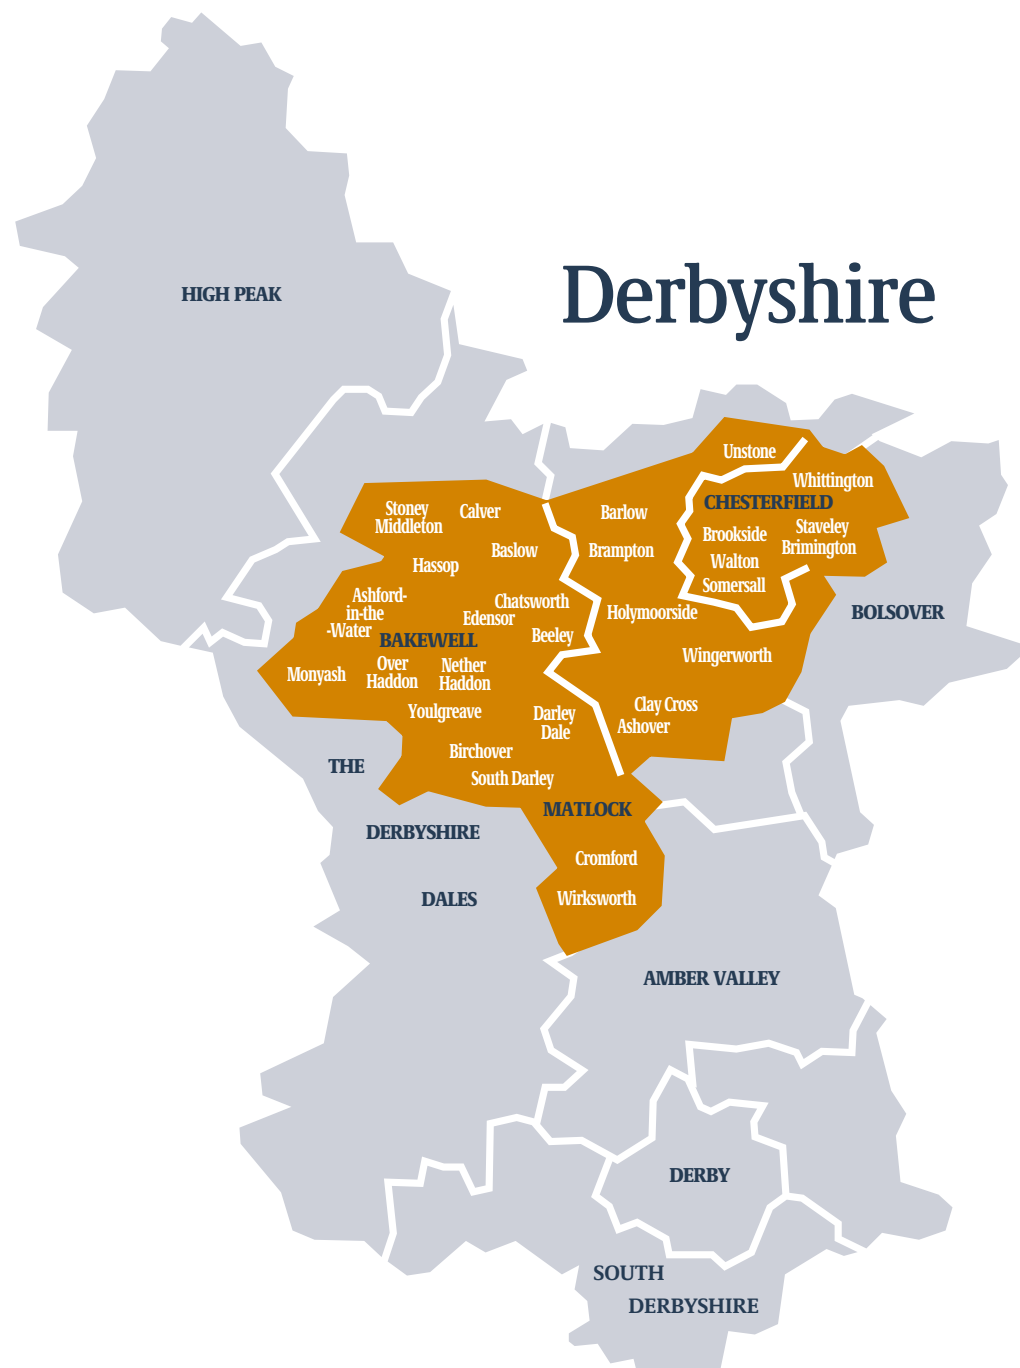 Derbyshire
HIGH PEAK
Unstone
Whittington
CHESTERFIELD
Stoney
Middleton
Calver
Barlow
Brookside
Staveley
Brimington
Baslow
Brampton
Walton
Hassop
Somersall
Ashford-
in-the
-Water
Chatsworth
Edensor
Holymoorside
BOLSOVER
BAKEWELL
Beeley
Wingerworth
Monyash
Over
Haddon
Nether
Haddon
Youlgreave
Darley
Dale
Clay Cross
Ashover
Birchover
THE
South Darley
MATLOCK
DERBYSHIRE
Cromford
DALES
Wirksworth
AMBER VALLEY
DERBY
SOUTH
DERBYSHIRE